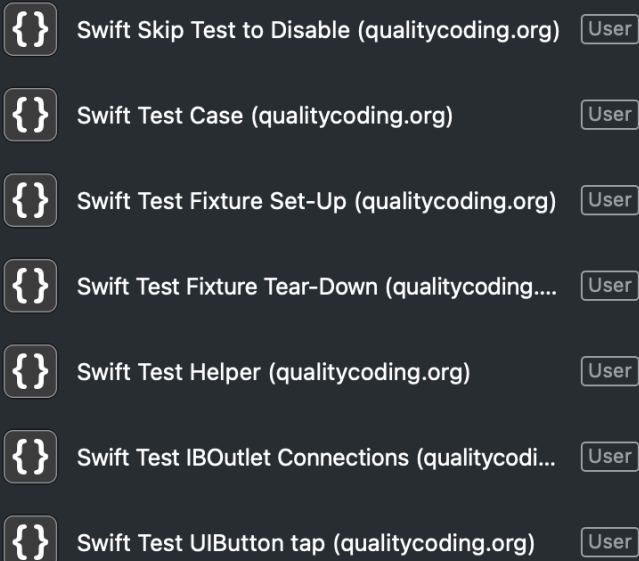 {} Swift Skip Test to Disable (qualitycoding.org) User
{} Swift Test Case (qualitycoding.org) User
{} Swift Test Fixture Set-Up (qualitycoding.org) User
{} Swift Test Fixture Tear-Down (qualitycoding.... User
{} Swift Test Helper (qualitycoding.org) User
{} Swift Test IBOutlet Connections (qualitycodi... User
{} Swift Test UIButton tap (qualitycoding.org) User